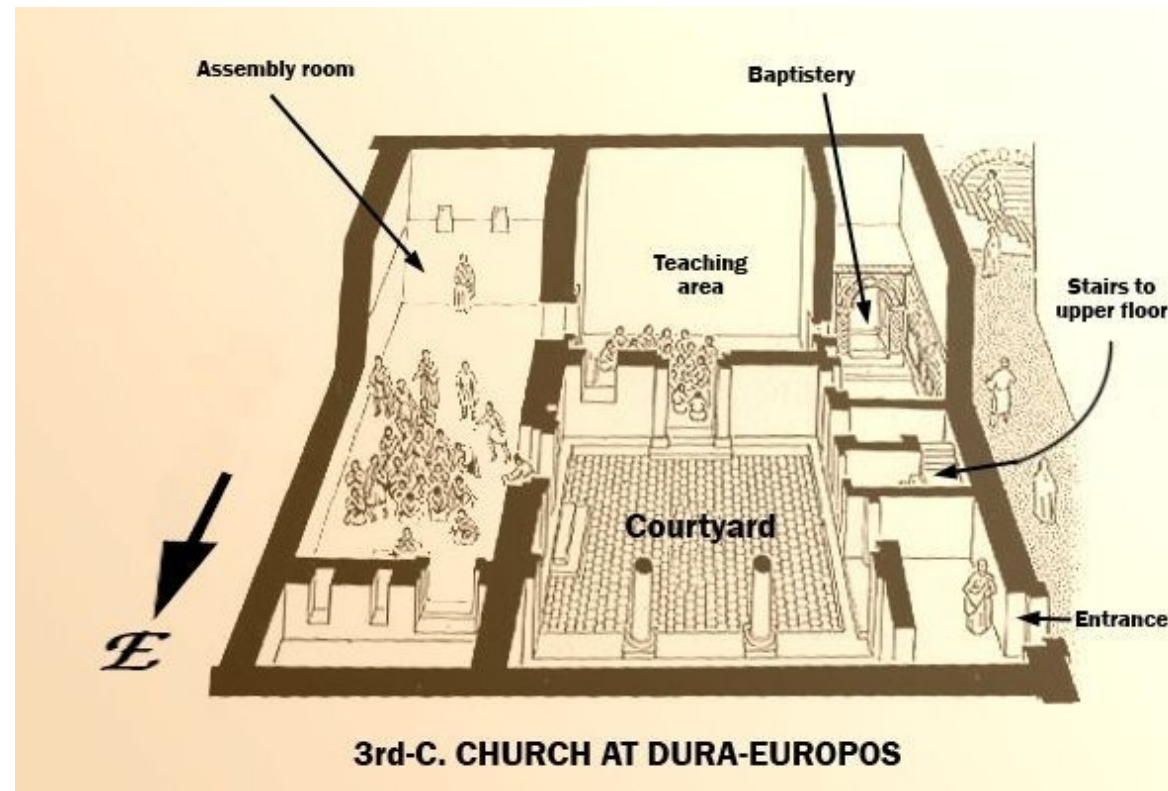 Assembly room
Baptistery
Teaching
area
Stairs to
upper floor
Courtyard
Entrance
E
3rd-C. CHURCH AT DURA-EUROPOS